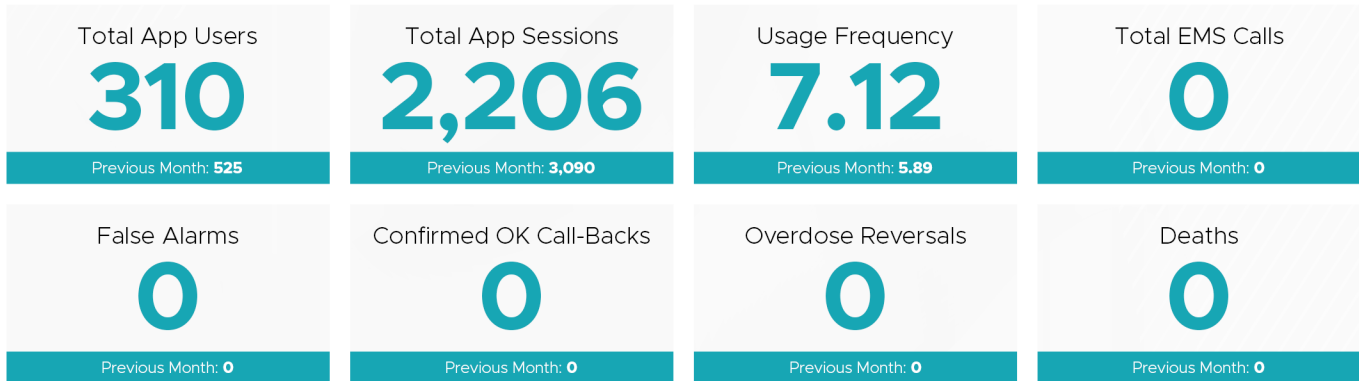 Total App Users
310
Previous Month: 525
Total App Sessions
2,206
Previous Month: 3,090
Usage Frequency
7.12
Previous Month: 5.89
Total EMS Calls
0
Previous Month: 0
False Alarms
0
Previous Month: 0
Confirmed OK Call-Backs
0
Previous Month: 0
Overdose Reversals
0
Previous Month: 0
Deaths
0
Previous Month: 0